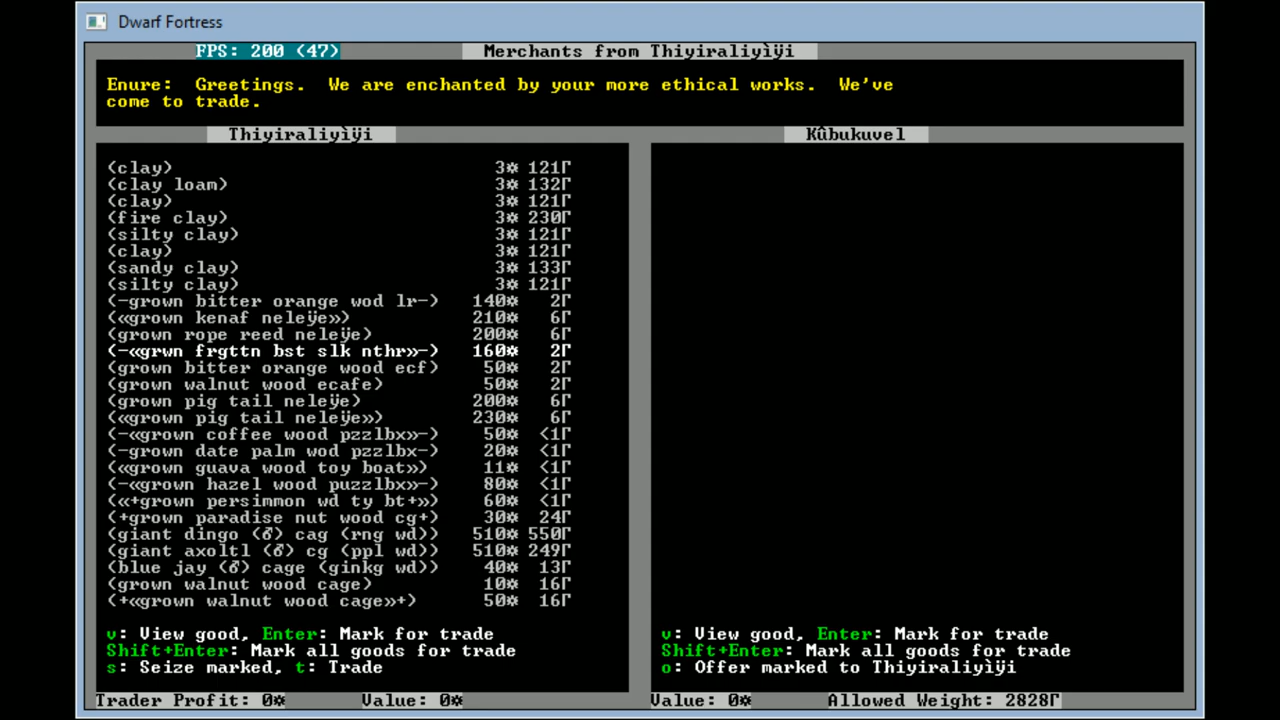 Dwarf Fortress
FPS: 200 (47)
Merchants from Thiyiraliyìÿi
Enure:  Greetings.  We are enchanted by your more ethical works.  We've
come to trade.
Thiyiraliyìÿi
Kûbukuvel
(clay) 3☼ 121Γ
(clay loam) 3☼ 132Γ
(clay) 3☼ 121Γ
(fire clay) 3☼ 230Γ
(silty clay) 3☼ 121Γ
(clay) 3☼ 121Γ
(sandy clay) 3☼ 133Γ
(silty clay) 3☼ 121Γ
(-grown bitter orange wod lr-) 140☼ 2Γ
(«grown kenaf neleÿe») 210☼ 6Γ
(grown rope reed neleÿe) 200☼ 6Γ
(-«grwn frgttn bst slk nthr»-) 160☼ 2Γ
(grown bitter orange wood ecf) 50☼ 2Γ
(grown walnut wood ecafe) 50☼ 2Γ
(grown pig tail neleÿe) 200☼ 6Γ
(«grown pig tail neleÿe») 230☼ 6Γ
(-«grown coffee wood pzzlbx»-) 50☼ <1Γ
(-grown date palm wod pzzlbx-) 20☼ <1Γ
(«grown guava wood toy boat») 11☼ <1Γ
(-«grown hazel wood puzzlbx»-) 80☼ <1Γ
(«+grown persimmon wd ty bt+») 60☼ <1Γ
(+grown paradise nut wood cg+) 30☼ 24Γ
(giant dingo (♂) cag (rng wd)) 510☼ 550Γ
(giant axoltl (♂) cg (ppl wd)) 510☼ 249Γ
(blue jay (♂) cage (ginkg wd)) 40☼ 13Γ
(grown walnut wood cage) 10☼ 16Γ
(+«grown walnut wood cage»+) 50☼ 16Γ
v: View good, Enter: Mark for trade
Shift+Enter: Mark all goods for trade
s: Seize marked, t: Trade
v: View good, Enter: Mark for trade
Shift+Enter: Mark all goods for trade
o: Offer marked to Thiyiraliyìÿi
Trader Profit: 0☼ Value: 0☼
Value: 0☼ Allowed Weight: 2828Γ